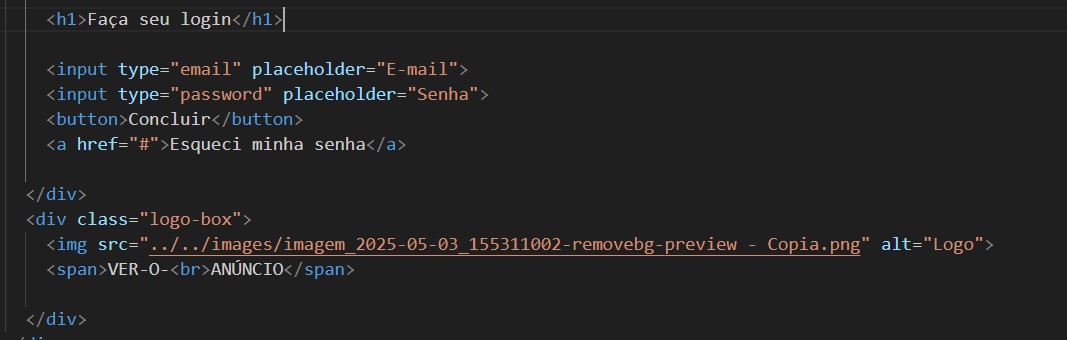 <h1>Faça seu login</h1>
<input type="email" placeholder="E-mail">
<input type="password" placeholder="Senha">
<button>Concluir</button>
<a href="#">Esqueci minha senha</a>
</div>
<div class="logo-box">
<img src="../../images/imagem_2025-05-03_155311002-removebg-preview - Copia.png" alt="Logo">
<span>VER-O-<br>ANÚNCIO</span>
</div>